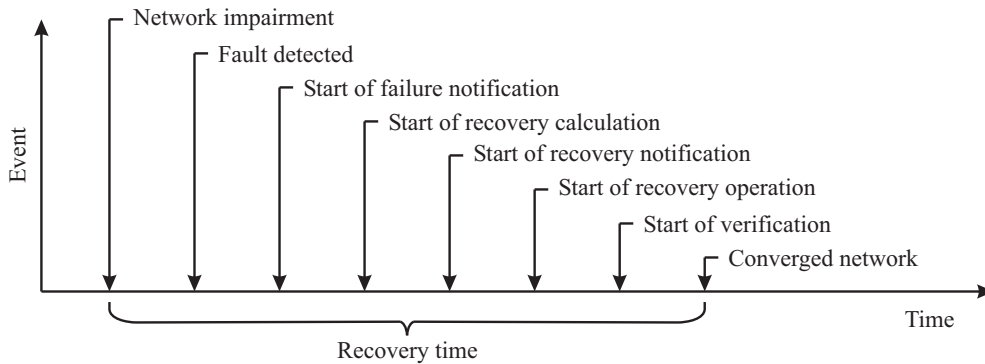 Network impairment
Fault detected
Start of failure notification
Start of recovery calculation
Start of recovery notification
Start of recovery operation
Start of verification
Converged network
Event
Time
Recovery time